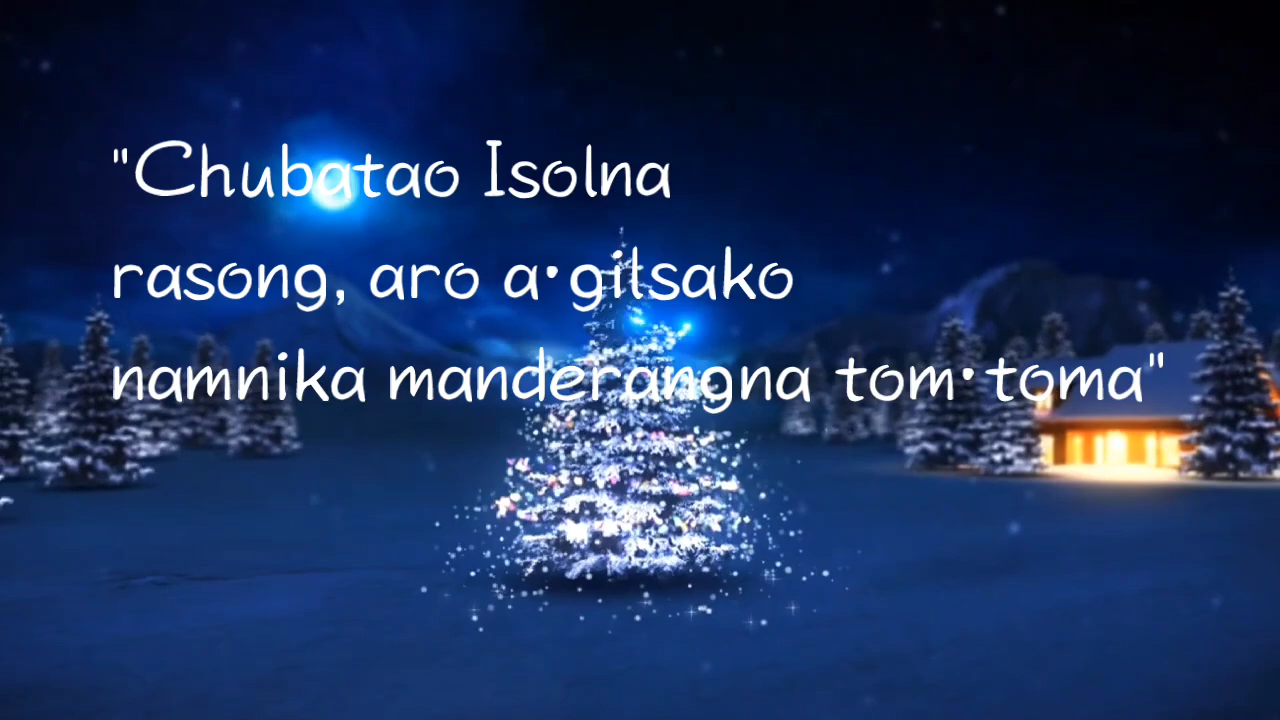 "Chubatao Isolna
rasong, aro a•gilsako
namnika manderangna tom•toma"